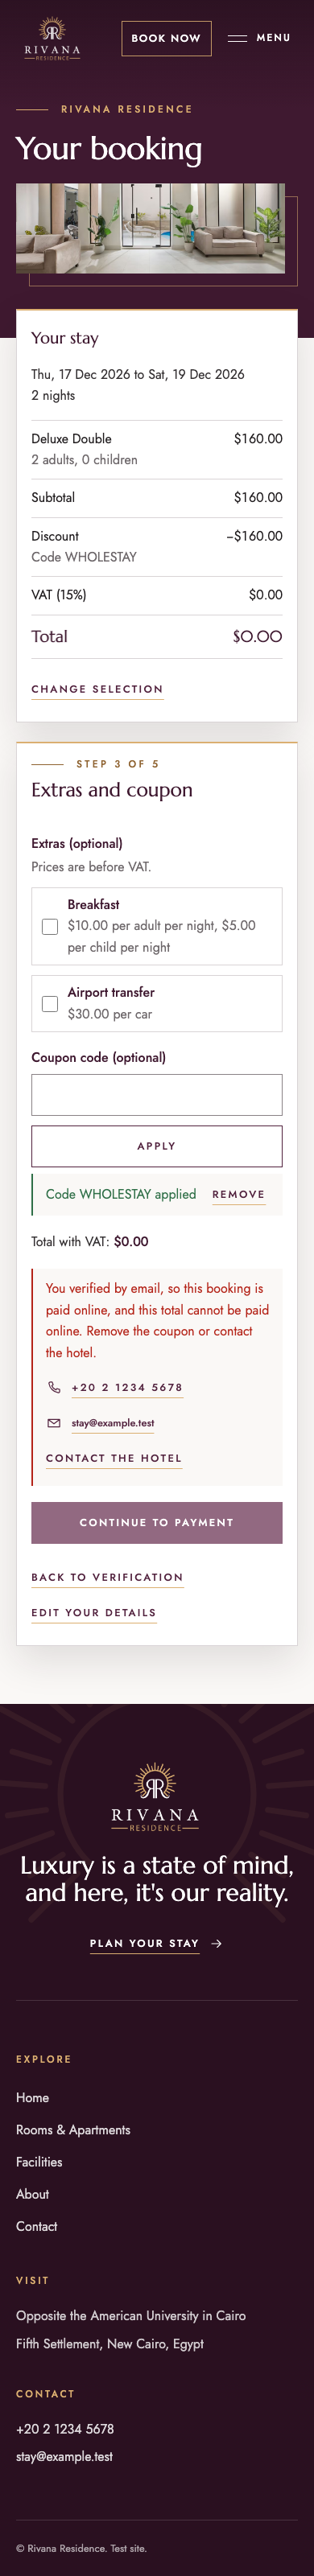 RIVANA
RESIDENCE
BOOK NOW
MENU
RIVANA RESIDENCE
Your booking
Your stay
Thu, 17 Dec 2026 to Sat, 19 Dec 2026
2 nights
Deluxe Double $160.00
2 adults, 0 children
Subtotal $160.00
Discount −$160.00
Code WHOLESTAY
VAT (15%) $0.00
Total $0.00
CHANGE SELECTION
STEP 3 OF 5
Extras and coupon
Extras (optional)
Prices are before VAT.
Breakfast
$10.00 per adult per night, $5.00
per child per night
Airport transfer
$30.00 per car
Coupon code (optional)
APPLY
Code WHOLESTAY applied REMOVE
Total with VAT: $0.00
You verified by email, so this booking is
paid online, and this total cannot be paid
online. Remove the coupon or contact
the hotel.
+20 2 1234 5678
stay@example.test
CONTACT THE HOTEL
CONTINUE TO PAYMENT
BACK TO VERIFICATION
EDIT YOUR DETAILS
RIVANA
RESIDENCE
Luxury is a state of mind,
and here, it's our reality.
PLAN YOUR STAY
EXPLORE
Home
Rooms & Apartments
Facilities
About
Contact
VISIT
Opposite the American University in Cairo
Fifth Settlement, New Cairo, Egypt
CONTACT
+20 2 1234 5678
stay@example.test
© Rivana Residence. Test site.